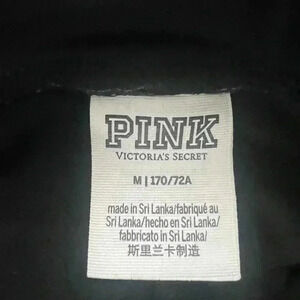 PINK
VICTORIA'S SECRET
M | 170/72A
made in Sri Lanka/fabriqué au
Sri Lanka/hecho en Sri Lanka/
fabbricato in Sri Lanka/
斯里兰卡制造